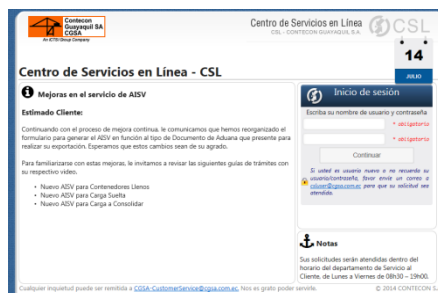 Contecon
Guayaquil SA
CGSA
An ICTSI Group Company
Centro de Servicios en Línea
CSL - CONTECON GUAYAQUIL S.A.
CSL
14
JULIO
Centro de Servicios en Línea - CSL
Mejoras en el servicio de AISV
Estimado Cliente:
Continuando con el proceso de mejora continua, le comunicamos que hemos reorganizado el
formulario para generar el AISV en función al tipo de Documento de Aduana que presente para
realizar su exportación. Esperamos que estos cambios sean de su agrado.
Para familiarizarse con estas mejoras, le invitamos a revisar las siguientes guías de trámites con
su respectivo video.
• Nuevo AISV para Contenedores Llenos
• Nuevo AISV para Carga Suelta
• Nuevo AISV para Carga a Consolidar
Inicio de sesión
Escriba su nombre de usuario y contraseña
* obligatorio
* obligatorio
Continuar
Si usted es usuario nuevo o no recuerda su
usuario/contraseña, favor envíe un correo a
csluser@cgsa.com.ec para que su solicitud sea
atendida.
Notas
Sus solicitudes serán atendidas dentro del
horario del departamento de Servicio al
Cliente, de Lunes a Viernes de 08h30 – 19h00.
Cualquier inquietud puede ser remitida a CGSA-CustomerService@cgsa.com.ec, Nos es grato poder servirle.
© 2014 CONTECON S.